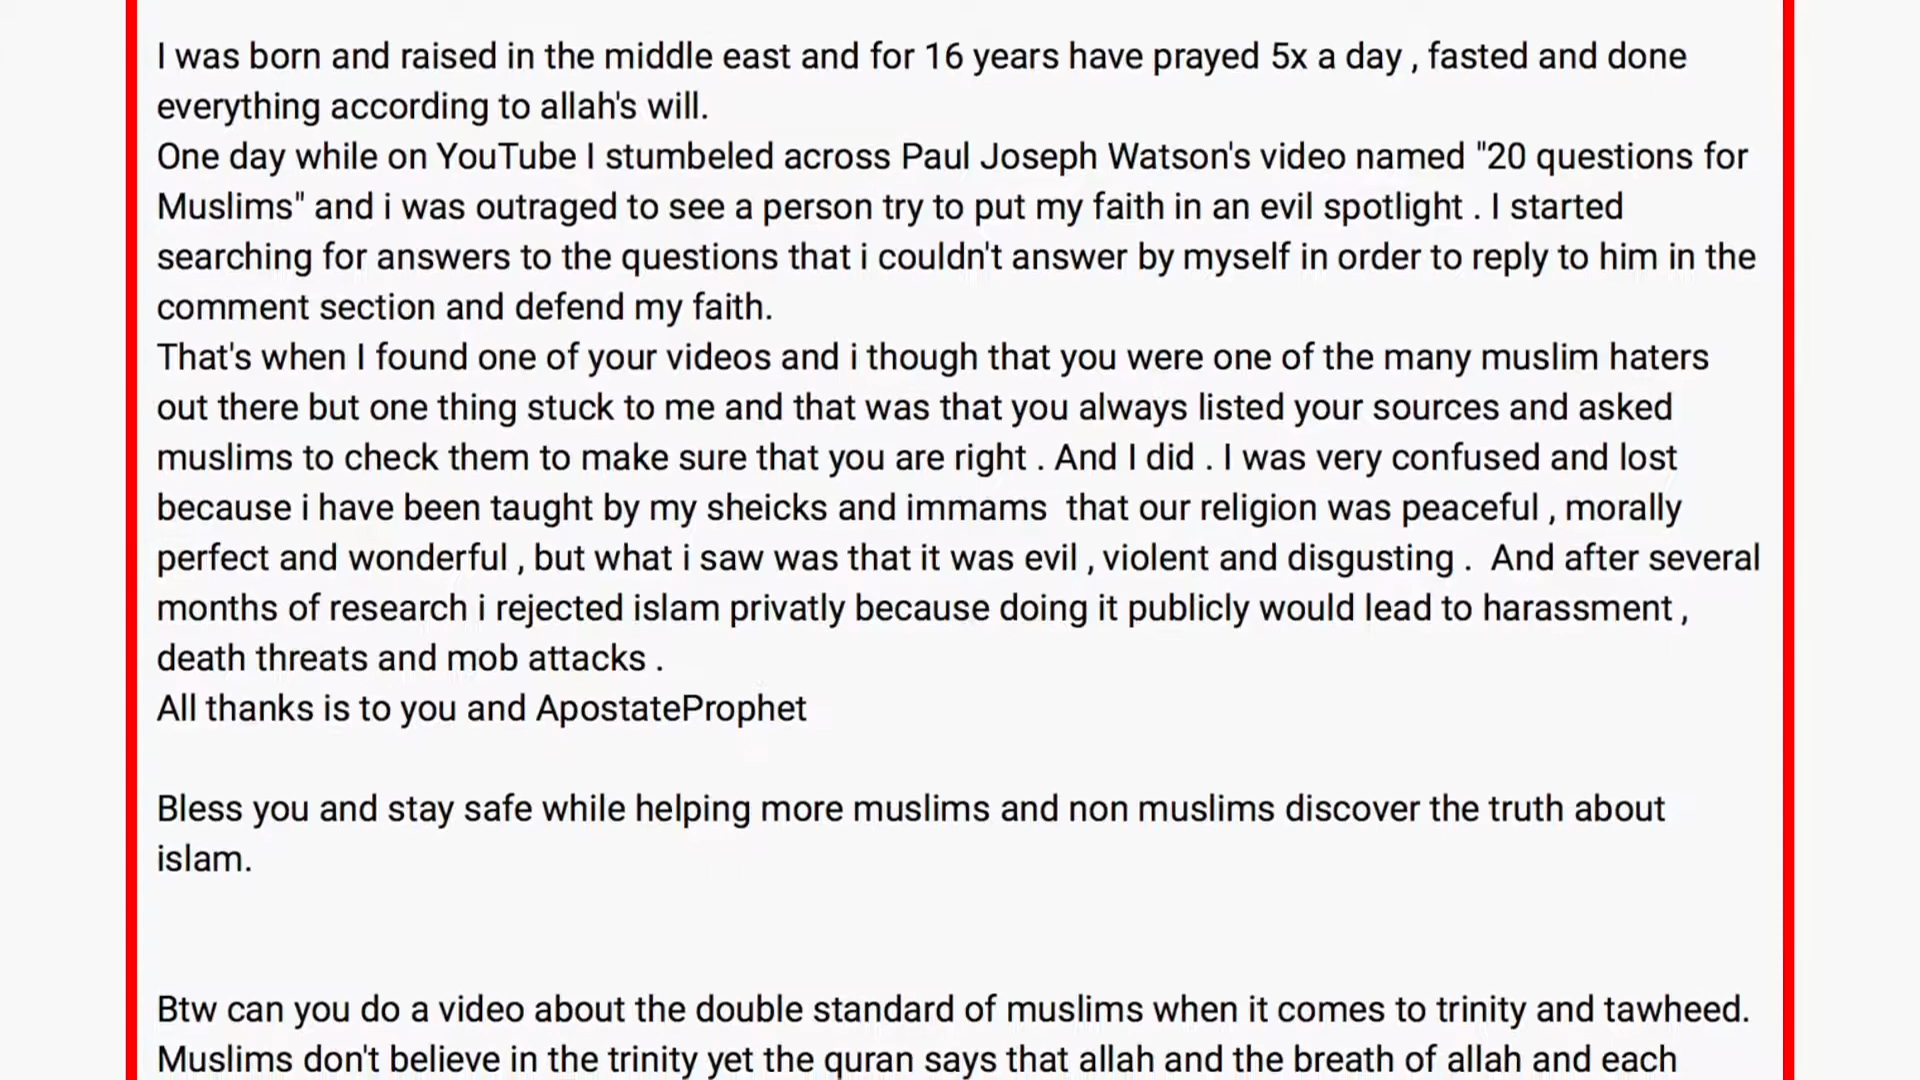 I was born and raised in the middle east and for 16 years have prayed 5x a day , fasted and done
everything according to allah's will.
One day while on YouTube I stumbeled across Paul Joseph Watson's video named "20 questions for
Muslims" and i was outraged to see a person try to put my faith in an evil spotlight . I started
searching for answers to the questions that i couldn't answer by myself in order to reply to him in the
comment section and defend my faith.
That's when I found one of your videos and i though that you were one of the many muslim haters
out there but one thing stuck to me and that was that you always listed your sources and asked
muslims to check them to make sure that you are right . And I did . I was very confused and lost
because i have been taught by my sheicks and immams  that our religion was peaceful , morally
perfect and wonderful , but what i saw was that it was evil , violent and disgusting .  And after several
months of research i rejected islam privatly because doing it publicly would lead to harassment ,
death threats and mob attacks .
All thanks is to you and ApostateProphet
Bless you and stay safe while helping more muslims and non muslims discover the truth about
islam.
Btw can you do a video about the double standard of muslims when it comes to trinity and tawheed.
Muslims don't believe in the trinity yet the quran says that allah and the breath of allah and each